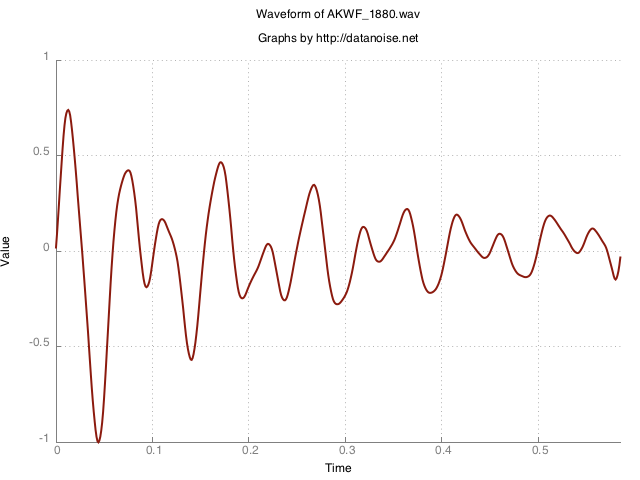 Waveform of AKWF_1880.wav
Graphs by http://datanoise.net
1
0.5
0
-0.5
-1
Value
0 0.1 0.2 0.3 0.4 0.5
Time